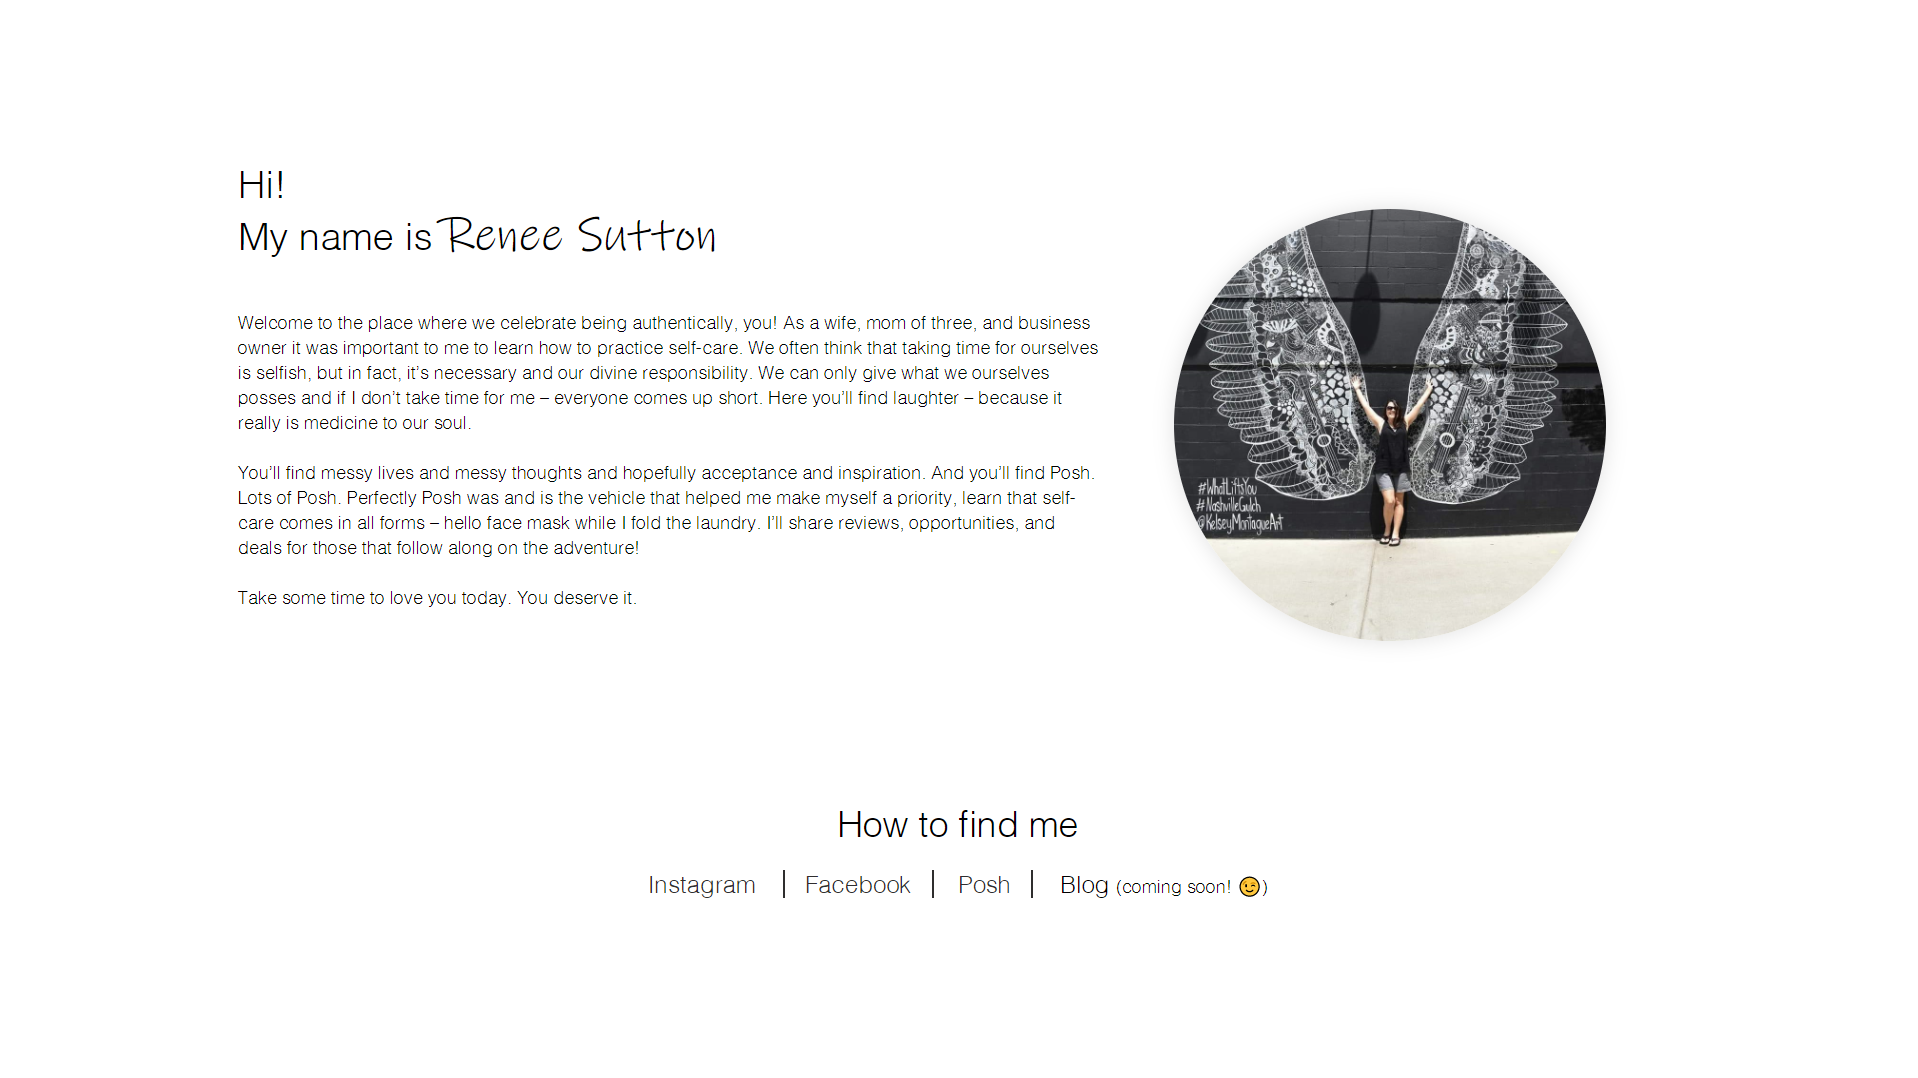 Hi!
My name is Renee Sutton
Welcome to the place where we celebrate being authentically, you! As a wife, mom of three, and business
owner it was important to me to learn how to practice self-care. We often think that taking time for ourselves
is selfish, but in fact, it’s necessary and our divine responsibility. We can only give what we ourselves
posses and if I don’t take time for me – everyone comes up short. Here you’ll find laughter – because it
really is medicine to our soul.
You’ll find messy lives and messy thoughts and hopefully acceptance and inspiration. And you’ll find Posh.
Lots of Posh. Perfectly Posh was and is the vehicle that helped me make myself a priority, learn that self-
care comes in all forms – hello face mask while I fold the laundry. I’ll share reviews, opportunities, and
deals for those that follow along on the adventure!
Take some time to love you today. You deserve it.
#WhatLiftsYou
#NashvilleGulch
@KelseyMontagueArt
How to find me
Instagram | Facebook | Posh | Blog (coming soon! 😉)